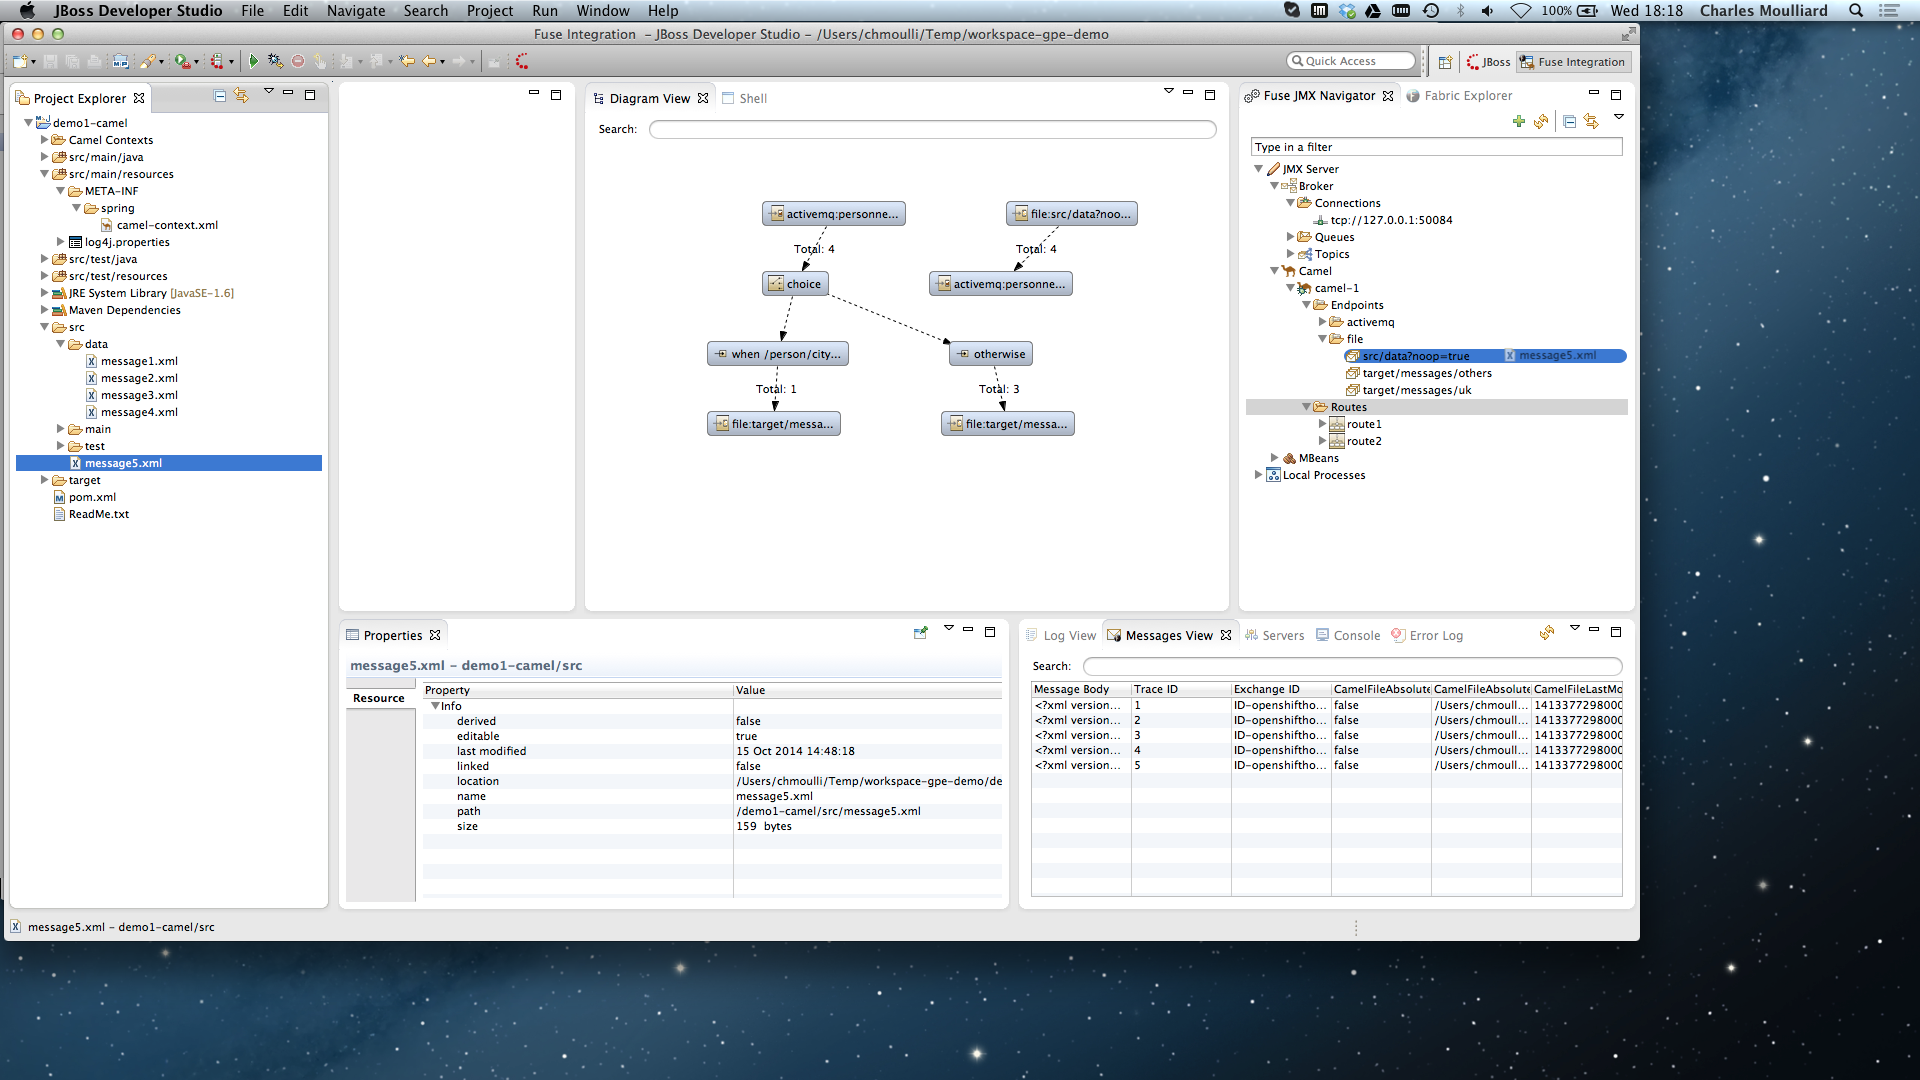 JBoss Developer Studio File Edit Navigate Search Project Run Window Help 100% Wed 18:18 Charles Moulliard
Fuse Integration - JBoss Developer Studio - /Users/chmoulli/Temp/workspace-gpe-demo
Quick Access JBoss Fuse Integration
Project Explorer
demo1-camel
Camel Contexts
src/main/java
src/main/resources
META-INF
spring
camel-context.xml
log4j.properties
src/test/java
src/test/resources
JRE System Library [JavaSE-1.6]
Maven Dependencies
src
data
message1.xml
message2.xml
message3.xml
message4.xml
main
test
message5.xml
target
pom.xml
ReadMe.txt
Diagram View Shell
Search:
activemq:personne... file:src/data?noo...
Total: 4 Total: 4
choice activemq:personne...
when /person/city... otherwise
Total: 1 Total: 3
file:target/messa... file:target/messa...
Fuse JMX Navigator Fabric Explorer
Type in a filter
JMX Server
Broker
Connections
tcp://127.0.0.1:50084
Queues
Topics
Camel
camel-1
Endpoints
activemq
file
src/data?noop=true message5.xml
target/messages/others
target/messages/uk
Routes
route1
route2
MBeans
Local Processes
Properties
message5.xml - demo1-camel/src
Resource
Property Value
Info
derived false
editable true
last modified 15 Oct 2014 14:48:18
linked false
location /Users/chmoulli/Temp/workspace-gpe-demo/de
name message5.xml
path /demo1-camel/src/message5.xml
size 159 bytes
Log View Messages View Servers Console Error Log
Search:
Message Body Trace ID Exchange ID CamelFileAbsolute CamelFileAbsolute CamelFileLastMo
<?xml version... 1 ID-openshiftho... false /Users/chmoull... 1413377298000
<?xml version... 2 ID-openshiftho... false /Users/chmoull... 1413377298000
<?xml version... 3 ID-openshiftho... false /Users/chmoull... 1413377298000
<?xml version... 4 ID-openshiftho... false /Users/chmoull... 1413377298000
<?xml version... 5 ID-openshiftho... false /Users/chmoull... 1413377298000
message5.xml - demo1-camel/src